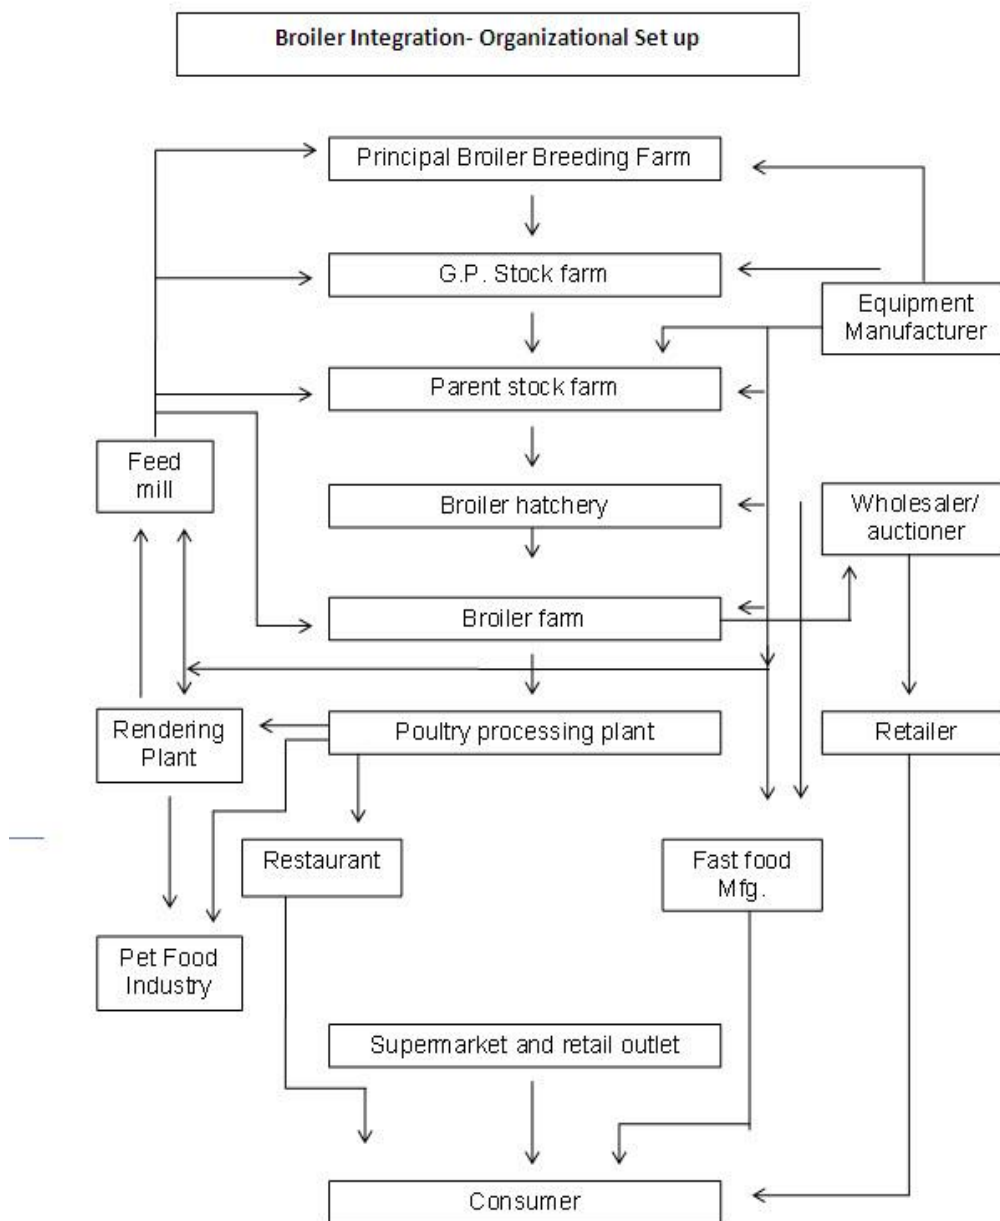 Broiler Integration- Organizational Set up
Principal Broiler Breeding Farm
G.P. Stock farm
Equipment
Manufacturer
Parent stock farm
Feed
mill
Broiler hatchery
Wholesaler/
auctioner
Broiler farm
Rendering
Plant
Poultry processing plant
Retailer
Restaurant
Fast food
Mfg.
Pet Food
Industry
Supermarket and retail outlet
Consumer